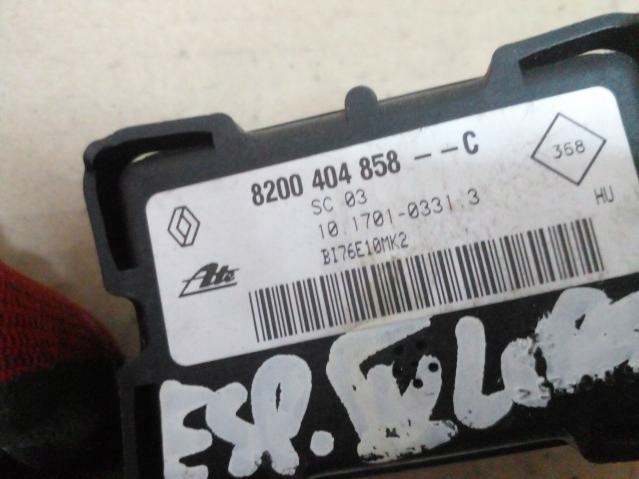 8200 404 858 --C
368
SC 03
10.1701-0331.3
HU
BI76E10MK2
Ate
ESP.